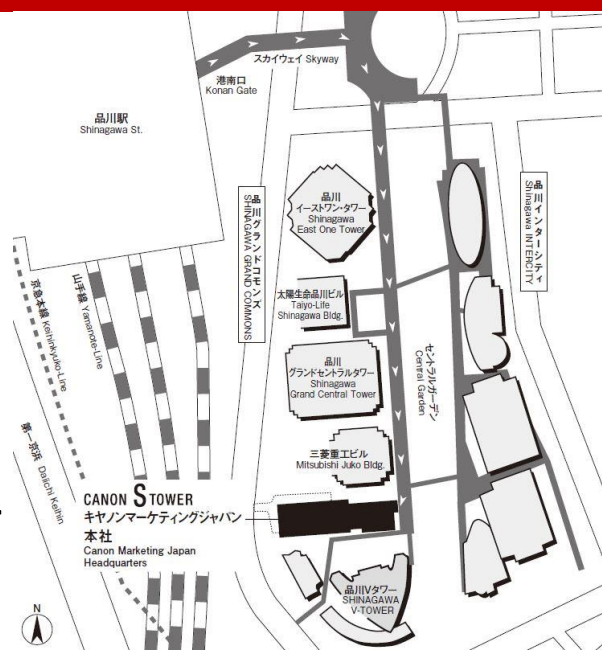 スカイウェイ Skyway
港南口
Konan Gate
品川駅
Shinagawa St.
品川
イーストワン・タワー
Shinagawa
East One Tower
品川グランドコモンズ
SHINAGAWA GRAND COMMONS
品川インターシティ
Shinagawa INTERCITY
太陽生命品川ビル
Taiyo-Life
Shinagawa Bldg.
山手線 Yamanote-Line
京急本線 Keihinkyuko-Line
セントラルガーデン
Central Garden
品川
グランドセントラルタワー
Shinagawa
Grand Central Tower
第一京浜 Daiichi Keihin
三菱重工ビル
Mitsubishi Juko Bldg.
CANON S TOWER
キヤノンマーケティングジャパン
本社
Canon Marketing Japan
Headquarters
品川Vタワー
SHINAGAWA
V-TOWER
N